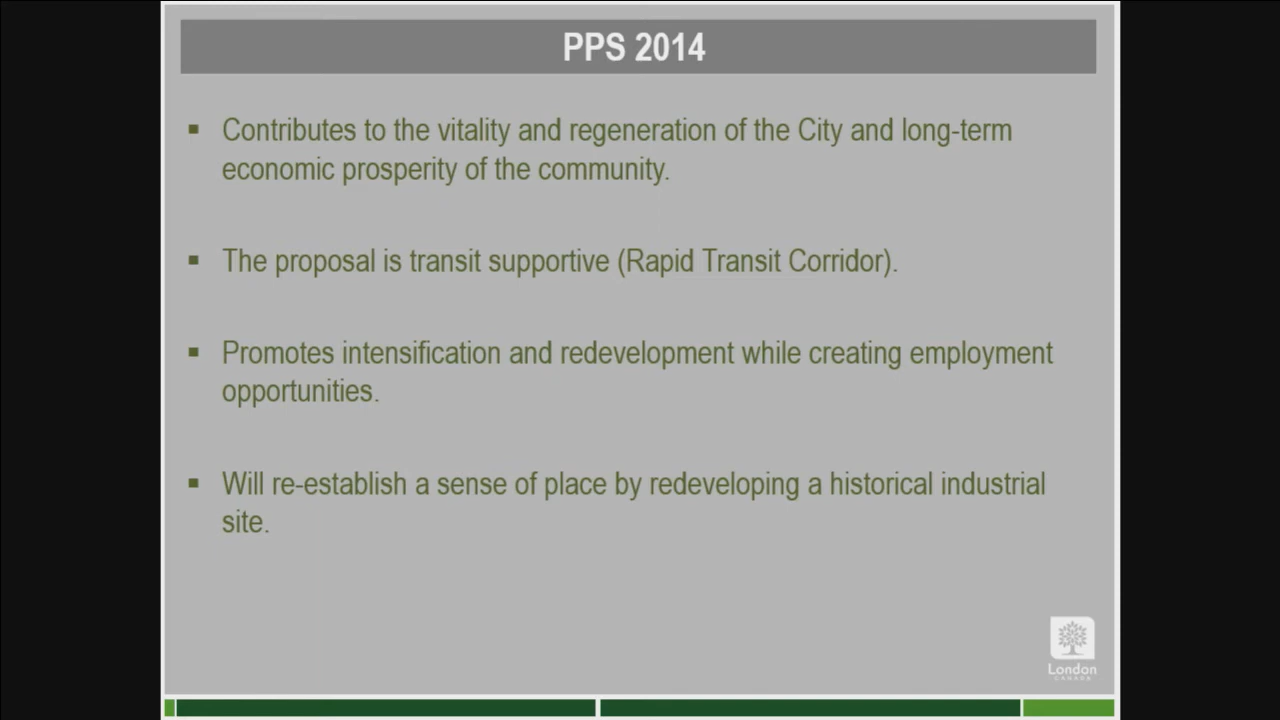 PPS 2014
▪ Contributes to the vitality and regeneration of the City and long-term
economic prosperity of the community.
▪ The proposal is transit supportive (Rapid Transit Corridor).
▪ Promotes intensification and redevelopment while creating employment
opportunities.
▪ Will re-establish a sense of place by redeveloping a historical industrial
site.
London
CANADA